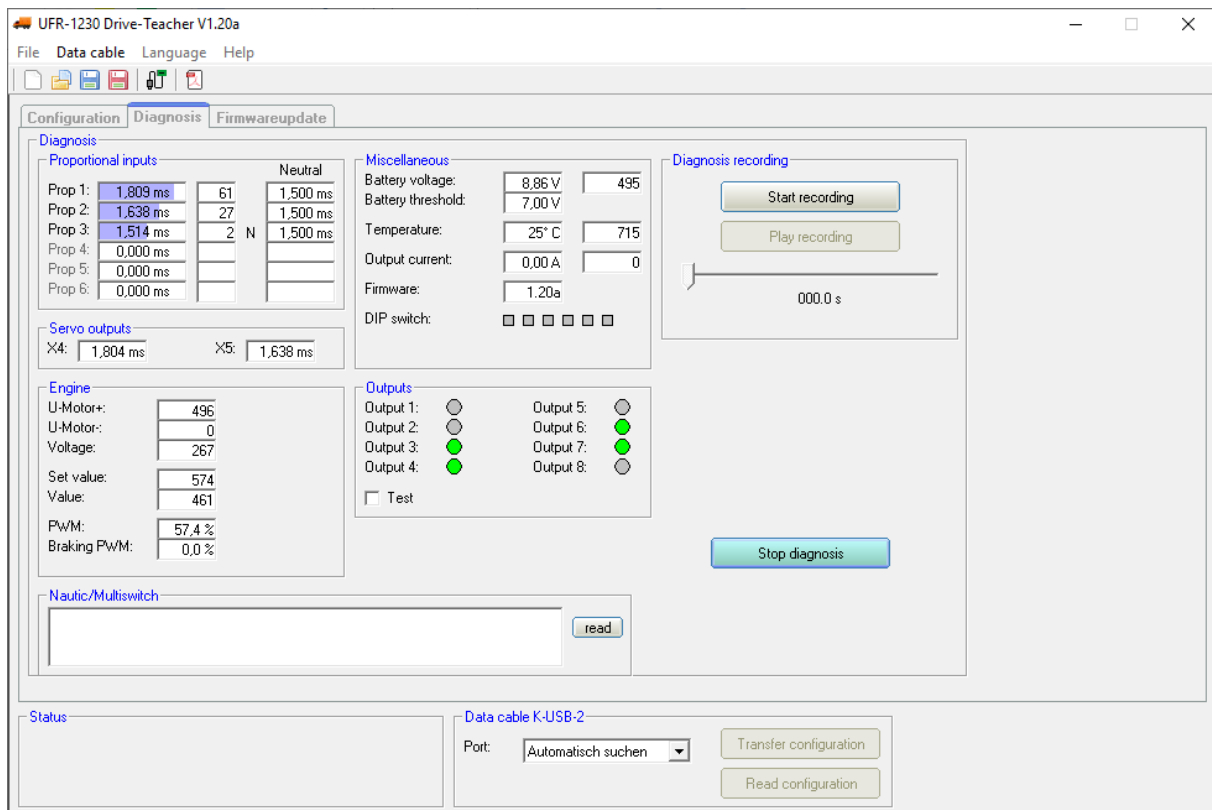 UFR-1230 Drive-Teacher V1.20a
File Data cable Language Help
Configuration Diagnosis Firmwareupdate
Diagnosis
Proportional inputs
Neutral
Prop 1: 1,809 ms 61 1,500 ms
Prop 2: 1,638 ms 27 1,500 ms
Prop 3: 1,514 ms 2 N 1,500 ms
Prop 4: 0,000 ms
Prop 5: 0,000 ms
Prop 6: 0,000 ms
Servo outputs
X4: 1,804 ms X5: 1,638 ms
Engine
U-Motor+: 496
U-Motor-: 0
Voltage: 267
Set value: 574
Value: 461
PWM: 57,4 %
Braking PWM: 0,0 %
Miscellaneous
Battery voltage: 8,86 V 495
Battery threshold: 7,00 V
Temperature: 25° C 715
Output current: 0,00 A 0
Firmware: 1.20a
DIP switch:
Outputs
Output 1: Output 5:
Output 2: Output 6:
Output 3: Output 7:
Output 4: Output 8:
Test
Diagnosis recording
Start recording
Play recording
000.0 s
Stop diagnosis
Nautic/Multiswitch
read
Status
Data cable K-USB-2
Port: Automatisch suchen
Transfer configuration
Read configuration